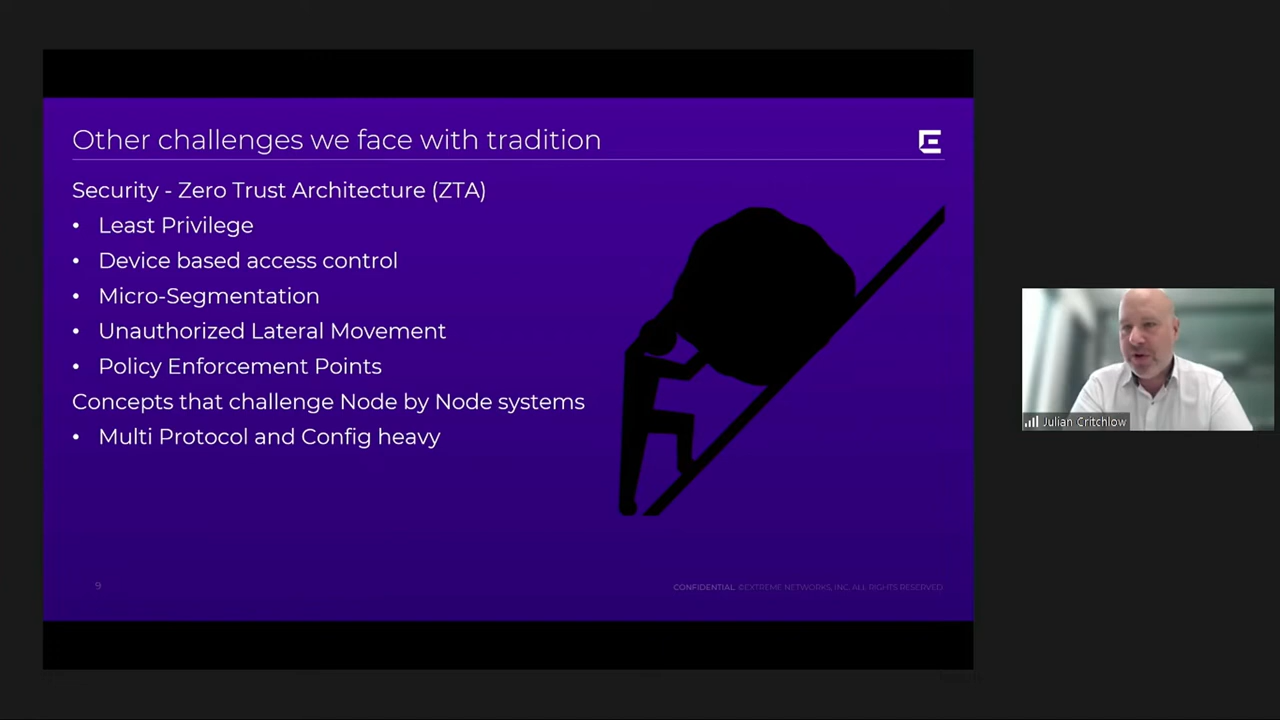 Other challenges we face with tradition
Security - Zero Trust Architecture (ZTA)
• Least Privilege
• Device based access control
• Micro-Segmentation
• Unauthorized Lateral Movement
• Policy Enforcement Points
Concepts that challenge Node by Node systems
• Multi Protocol and Config heavy
9
CONFIDENTIAL ©EXTREME NETWORKS, INC. ALL RIGHTS RESERVED
Julian Critchlow